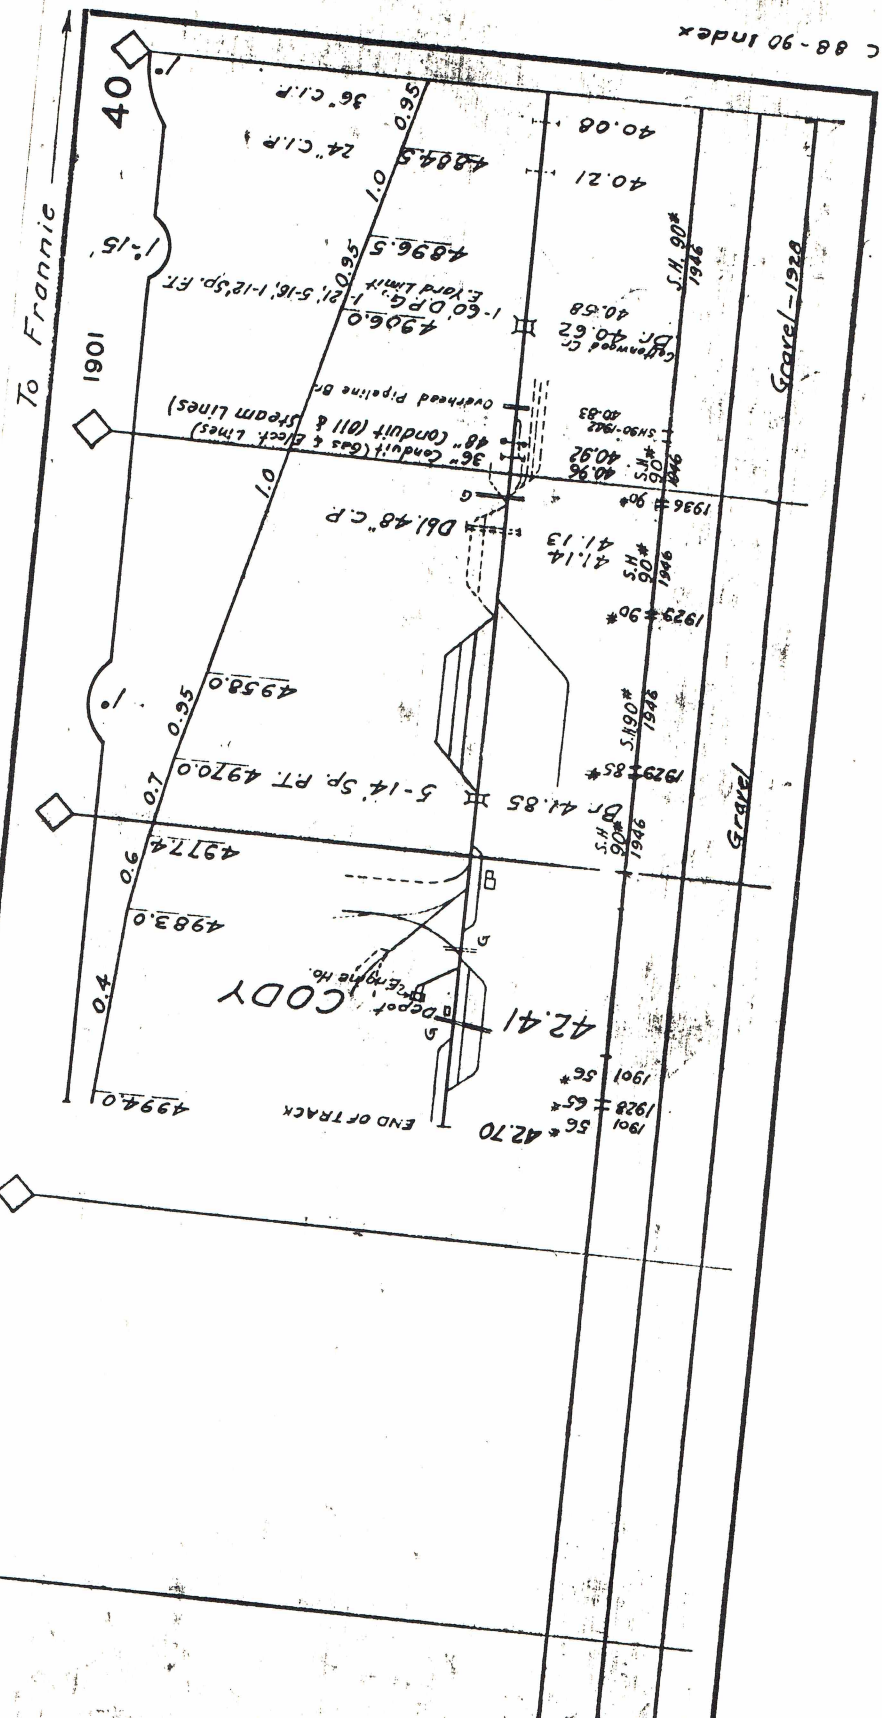 C 88-90 Index
To Frannie
40
1901
1°
1°-15'
1°
36" C.I.P.
40.08
24" C.I.P.
40.21
4884.5
4896.5
E. Yard Limit
40.58
1-60' D.P.G., 1-21', 5-16', 1-12' Sp. F.T.
Br. 40.62
Cottonwood Cr.
4906.0
Overhead Pipeline Br.
40.83
48" Conduit (Oil & Steam Lines)
40.92
36" Conduit (Gas & Elect. Lines)
40.96
G
Dbl. 48" C.P.
41.13
41.14
4958.0
4970.0
5-14' Sp. P.T.
Br 41.85
4977.4
4983.0
CODY
42.41
Engine Ho.
Depot
G
G
4994.0
END OF TRACK
42.70
0.95
1.0
0.95
1.0
0.95
0.7
0.6
0.4
S.H. 90#
1946
SH90-1942
S.H.
90#
1946
1936 90#
S.H
90#
1946
1929 90#
S.H90#
1946
1929 85#
S.H
90#
1946
1901 56#
1928 65#
1901 56#
Gravel-1928
Gravel